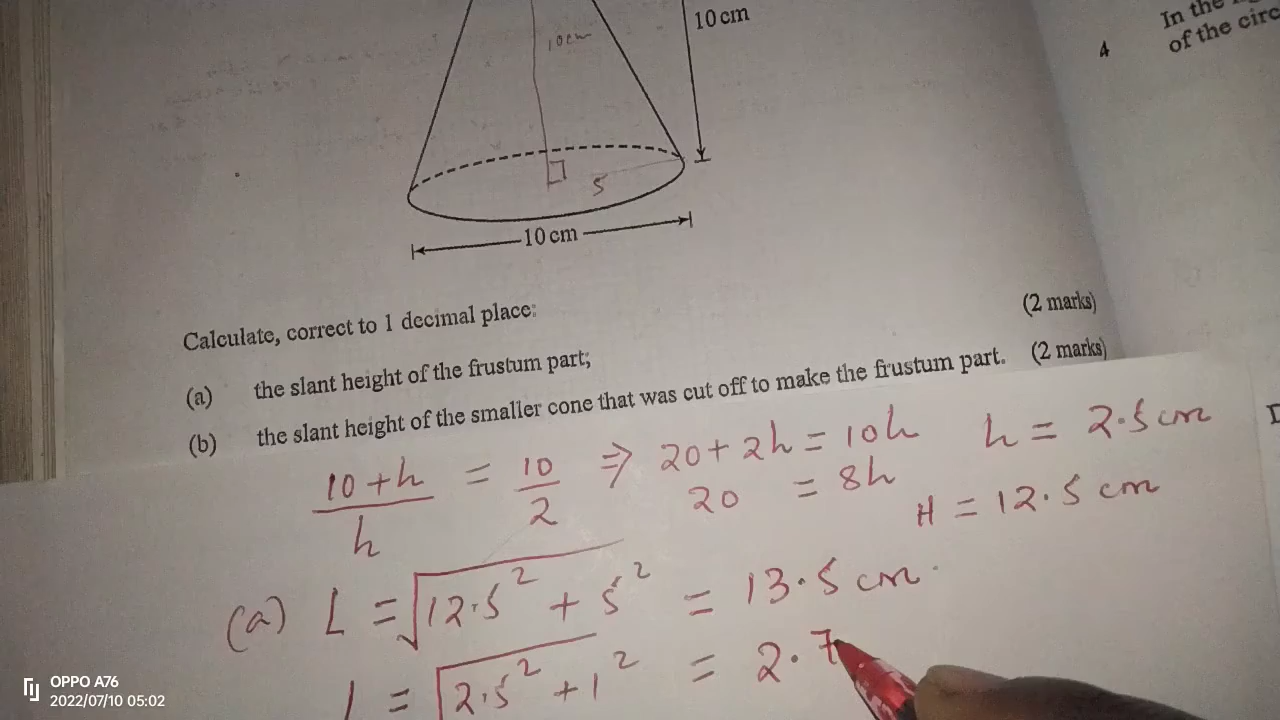 10cm
10 cm
5
10 cm
In the
of the circ
4
Calculate, correct to 1 decimal place:
(a) the slant height of the frustum part; (2 marks)
(b) the slant height of the smaller cone that was cut off to make the frustum part. (2 marks)
10 + h / h = 10 / 2 ⇒ 20 + 2h = 10h h = 2.5 cm
20 = 8h
H = 12.5 cm
(a) L = √12.5² + 5² = 13.5 cm.
l = √2.5² + 1² = 2.7
OPPO A76
2022/07/10 05:02